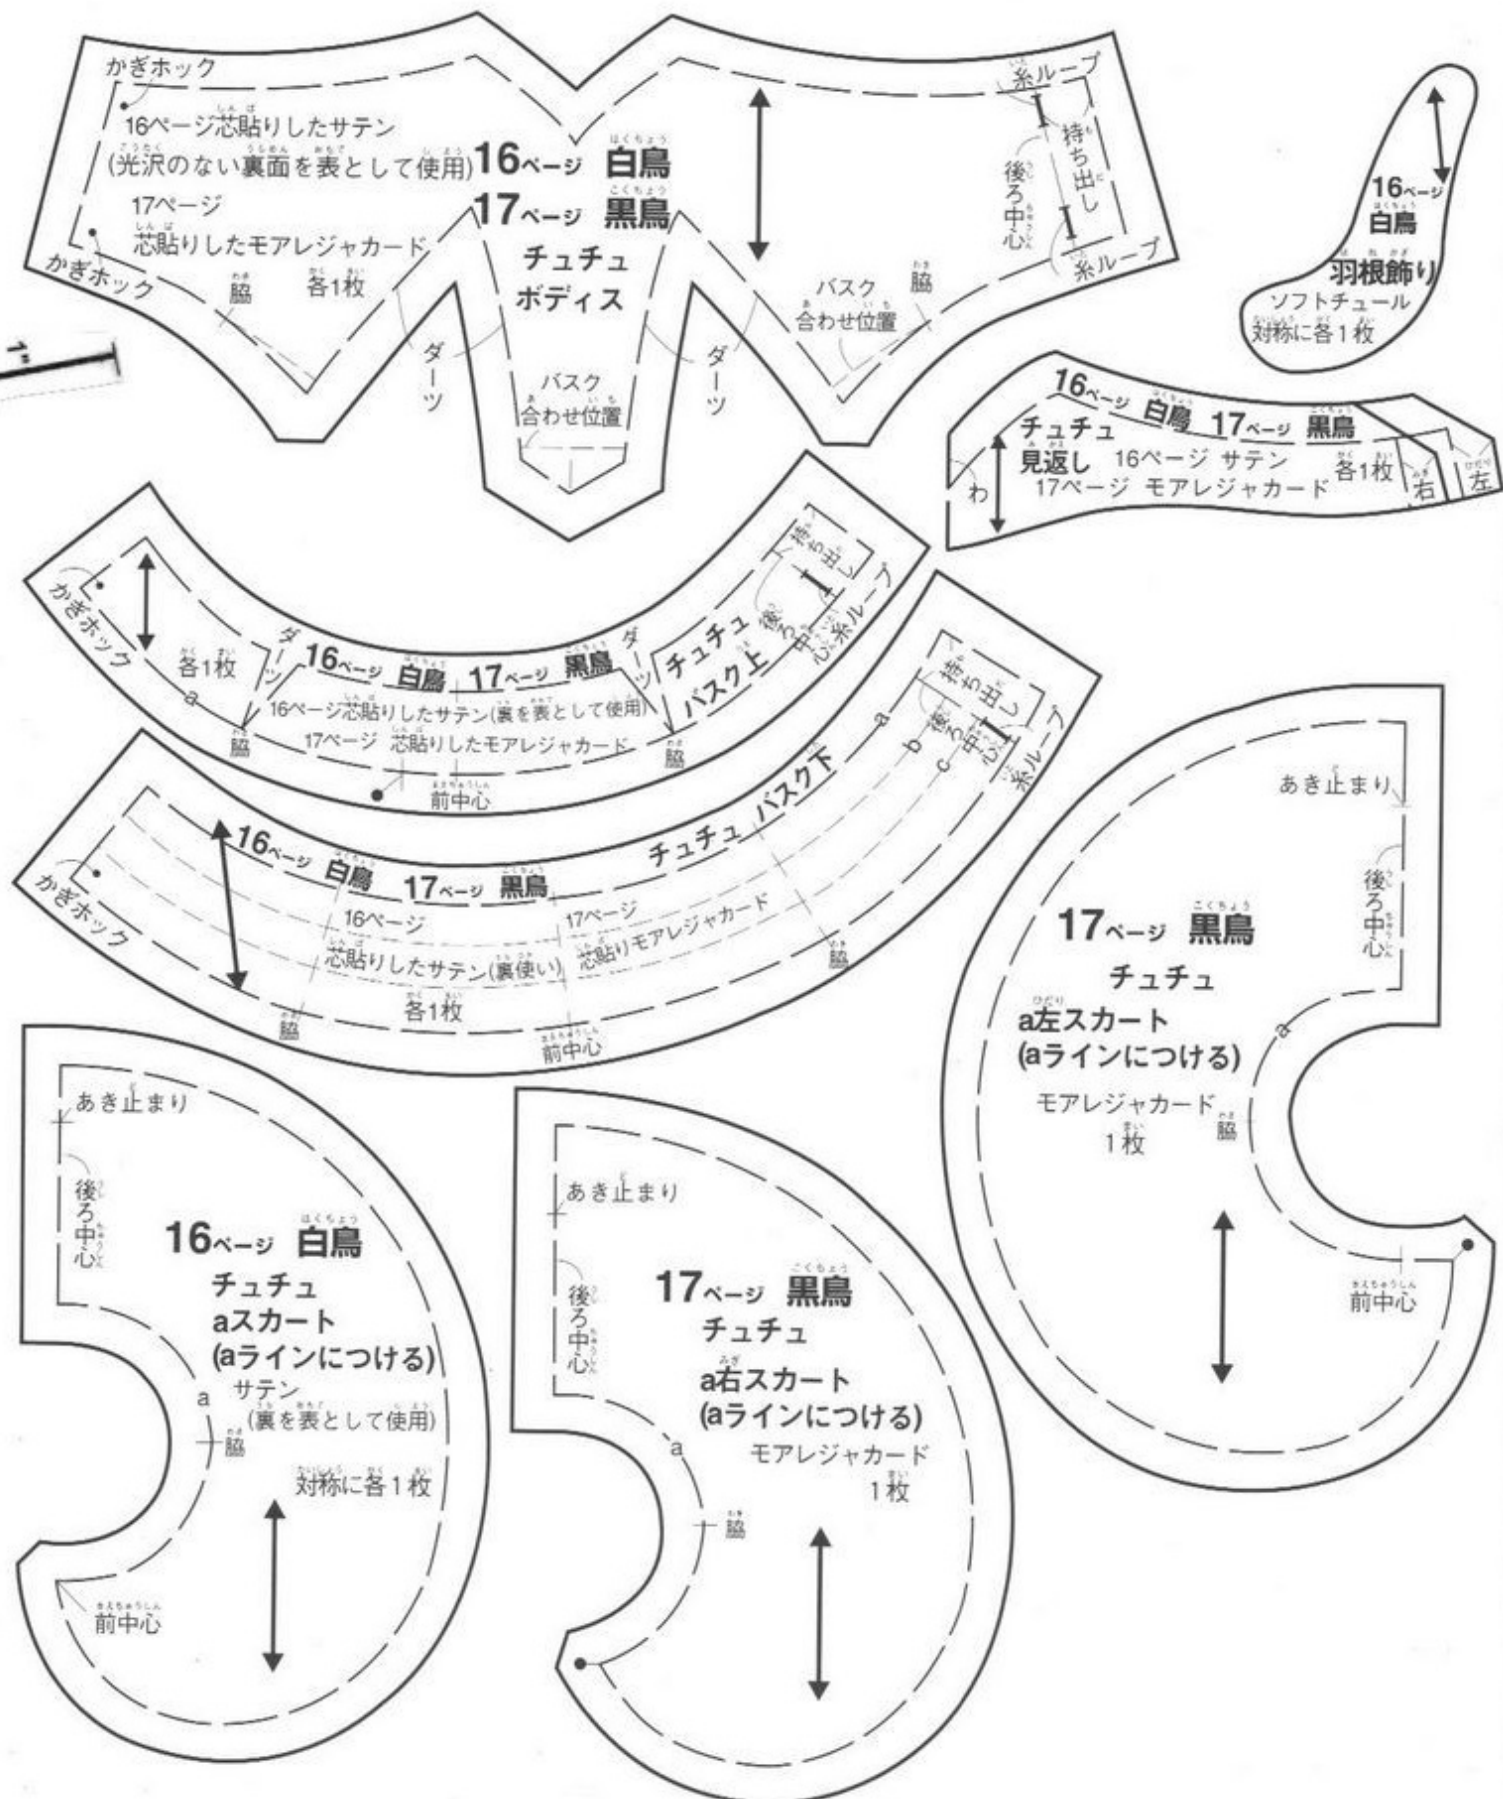 かぎホック
16ページ芯貼りしたサテン
(光沢のない裏面を表として使用)
17ページ
芯貼りしたモアレジャカード
かぎホック
脇
各1枚
16ページ 白鳥
17ページ 黒鳥
チュチュ
ボディス
ダーツ
ダーツ
バスク
合わせ位置
バスク
合わせ位置
脇
糸ループ
持ち出し
後ろ中心
糸ループ
16ページ
白鳥
羽根飾り
ソフトチュール
対称に各1枚
1"
16ページ 白鳥 17ページ 黒鳥
チュチュ
見返し 16ページ サテン
17ページ モアレジャカード
各1枚
わ
右
左
かぎホック
各1枚
a
ダーツ
16ページ 白鳥 17ページ 黒鳥
ダーツ
16ページ芯貼りしたサテン(裏を表として使用)
17ページ 芯貼りしたモアレジャカード
脇
脇
前中心
チュチュ
バスク上
持ち出し
後ろ中心
糸ループ
かぎホック
16ページ 白鳥 17ページ 黒鳥
チュチュ バスク下
16ページ
芯貼りしたサテン(裏使い)
17ページ
芯貼りモアレジャカード
各1枚
脇
前中心
脇
a
b
c
持ち出し
後ろ中心
糸ループ
あき止まり
後ろ中心
17ページ 黒鳥
チュチュ
a左スカート
(aラインにつける)
モアレジャカード
1枚
a
脇
前中心
あき止まり
後ろ中心
16ページ 白鳥
チュチュ
aスカート
(aラインにつける)
サテン
(裏を表として使用)
a
脇
対称に各1枚
前中心
あき止まり
後ろ中心
17ページ 黒鳥
チュチュ
a右スカート
(aラインにつける)
モアレジャカード
1枚
a
脇